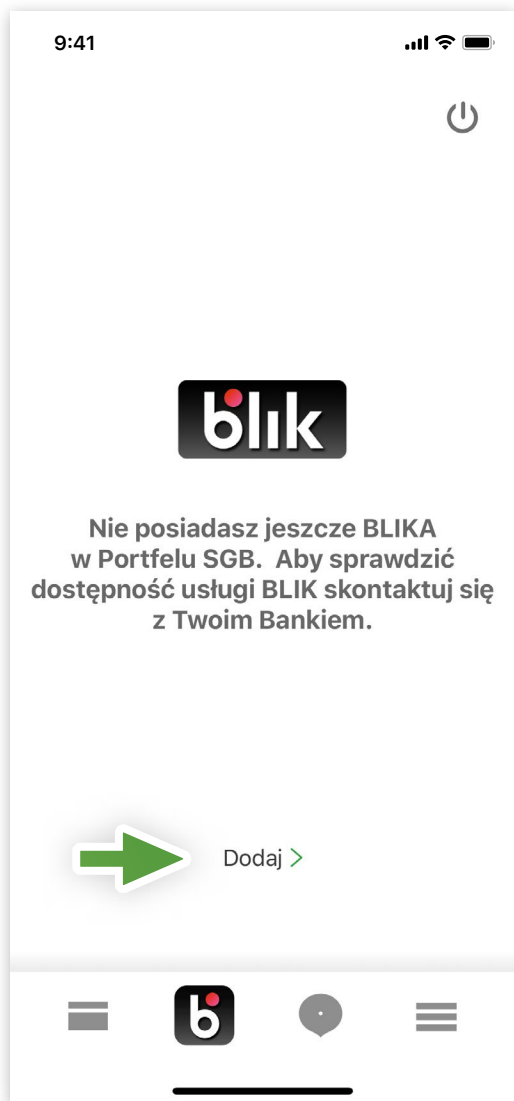 9:41
blik
Nie posiadasz jeszcze BLIKA
w Portfelu SGB. Aby sprawdzić
dostępność usługi BLIK skontaktuj się
z Twoim Bankiem.
Dodaj >
b